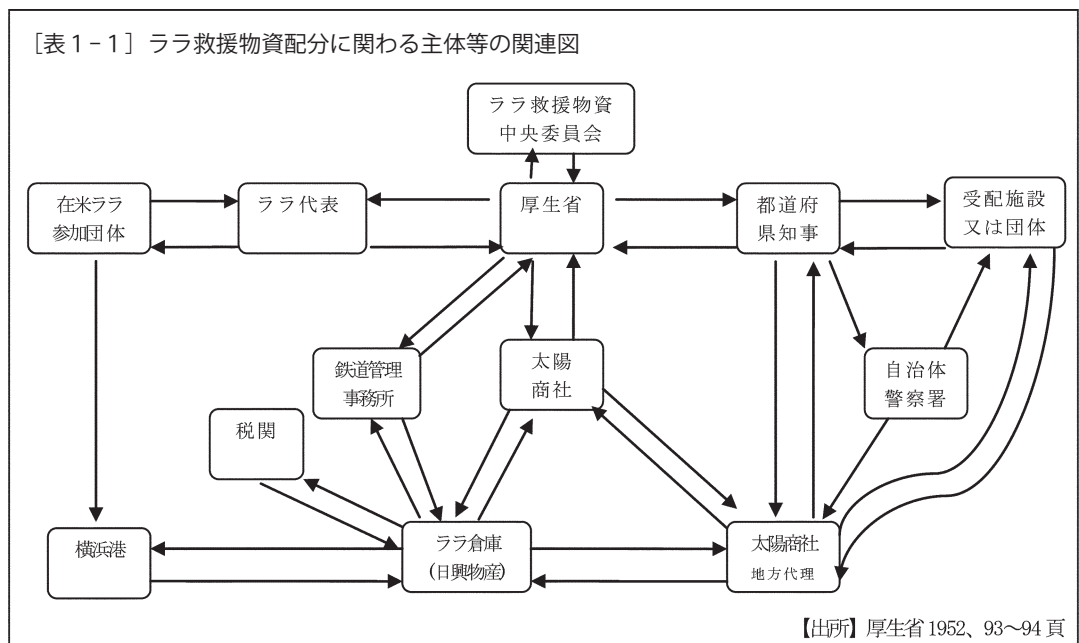 ［表１−１］ララ救援物資配分に関わる主体等の関連図
ララ救援物資
中央委員会
在米ララ
参加団体
ララ代表
厚生省
都道府
県知事
受配施設
又は団体
鉄道管理
事務所
太陽
商社
自治体
警察署
税関
横浜港
ララ倉庫
(日興物産)
太陽商社
地方代理
【出所】厚生省 1952、93〜94 頁